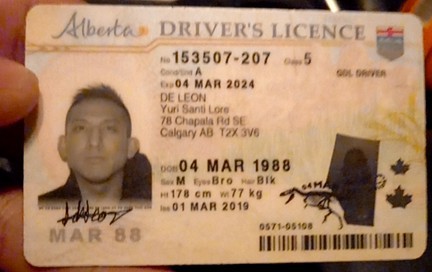 Alberta DRIVER'S LICENCE
No 153507-207 Class 5
Cond/End A GDL DRIVER
Exp 04 MAR 2024
DE LEON
Yuri Santi Lore
78 Chapala Rd SE
Calgary AB T2X 3V6
DOB 04 MAR 1988
Sex M Eyes Bro Hair Blk
Ht 178 cm Wt 77 kg
Iss 01 MAR 2019
MAR 88
0571-05108